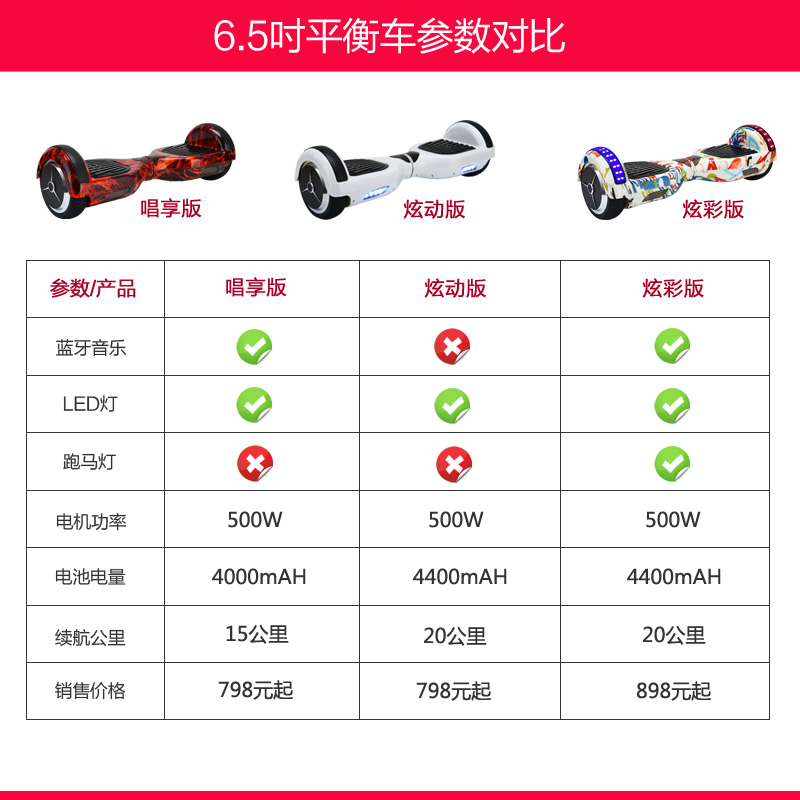 6.5吋平衡车参数对比
唱享版 炫动版 炫彩版
参数/产品 唱享版 炫动版 炫彩版
蓝牙音乐
LED灯
跑马灯
电机功率 500W 500W 500W
电池电量 4000mAH 4400mAH 4400mAH
续航公里 15公里 20公里 20公里
销售价格 798元起 798元起 898元起